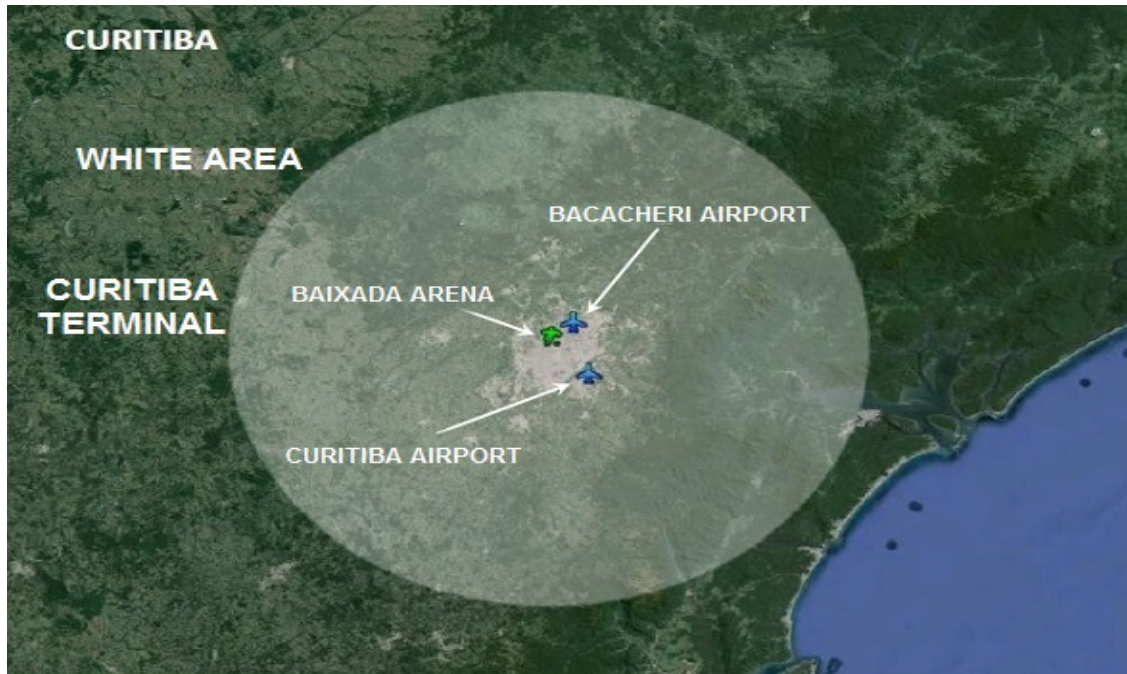 CURITIBA
WHITE AREA
BACACHERI AIRPORT
CURITIBA
TERMINAL
BAIXADA ARENA
CURITIBA AIRPORT